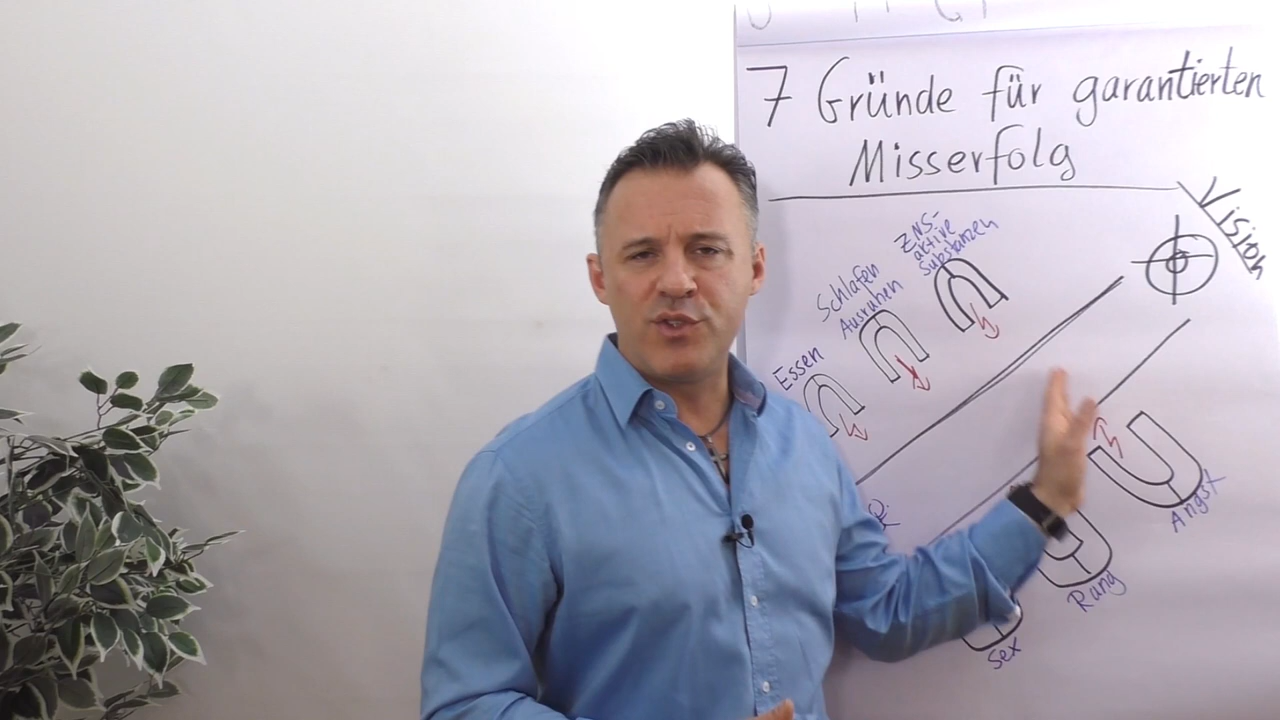 7 Gründe für garantierten
Misserfolg
Vision
ZNS-
aktive
Substanzen
Schlafen
Ausruhen
Essen
Angst
Rang
Sex